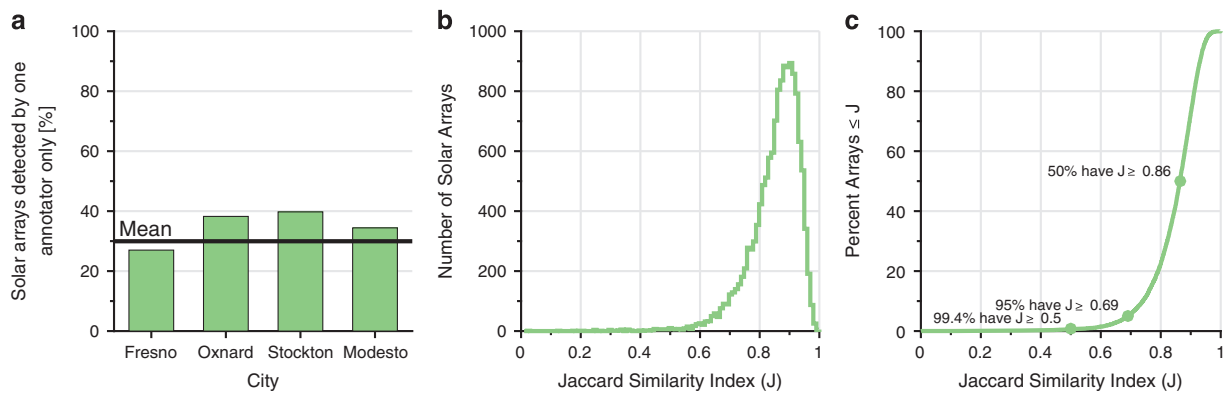 a
Solar arrays detected by one
annotator only [%]
100
80
60
40
20
0
Mean
Fresno Oxnard Stockton Modesto
City
b
Number of Solar Arrays
1000
800
600
400
200
0
0 0.2 0.4 0.6 0.8 1
Jaccard Similarity Index (J)
c
Percent Arrays ≤ J
100
80
60
40
20
0
50% have J ≥ 0.86
95% have J ≥ 0.69
99.4% have J ≥ 0.5
0 0.2 0.4 0.6 0.8 1
Jaccard Similarity Index (J)